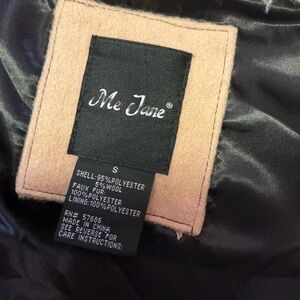 Me Jane®
S
SHELL:95%POLYESTER
5%WOOL
FAUX FUR:
100%POLYESTER
LINING:100%POLYESTER
RN# 57686
MADE IN CHINA
SEE REVERSE FOR
CARE INSTRUCTIONS: